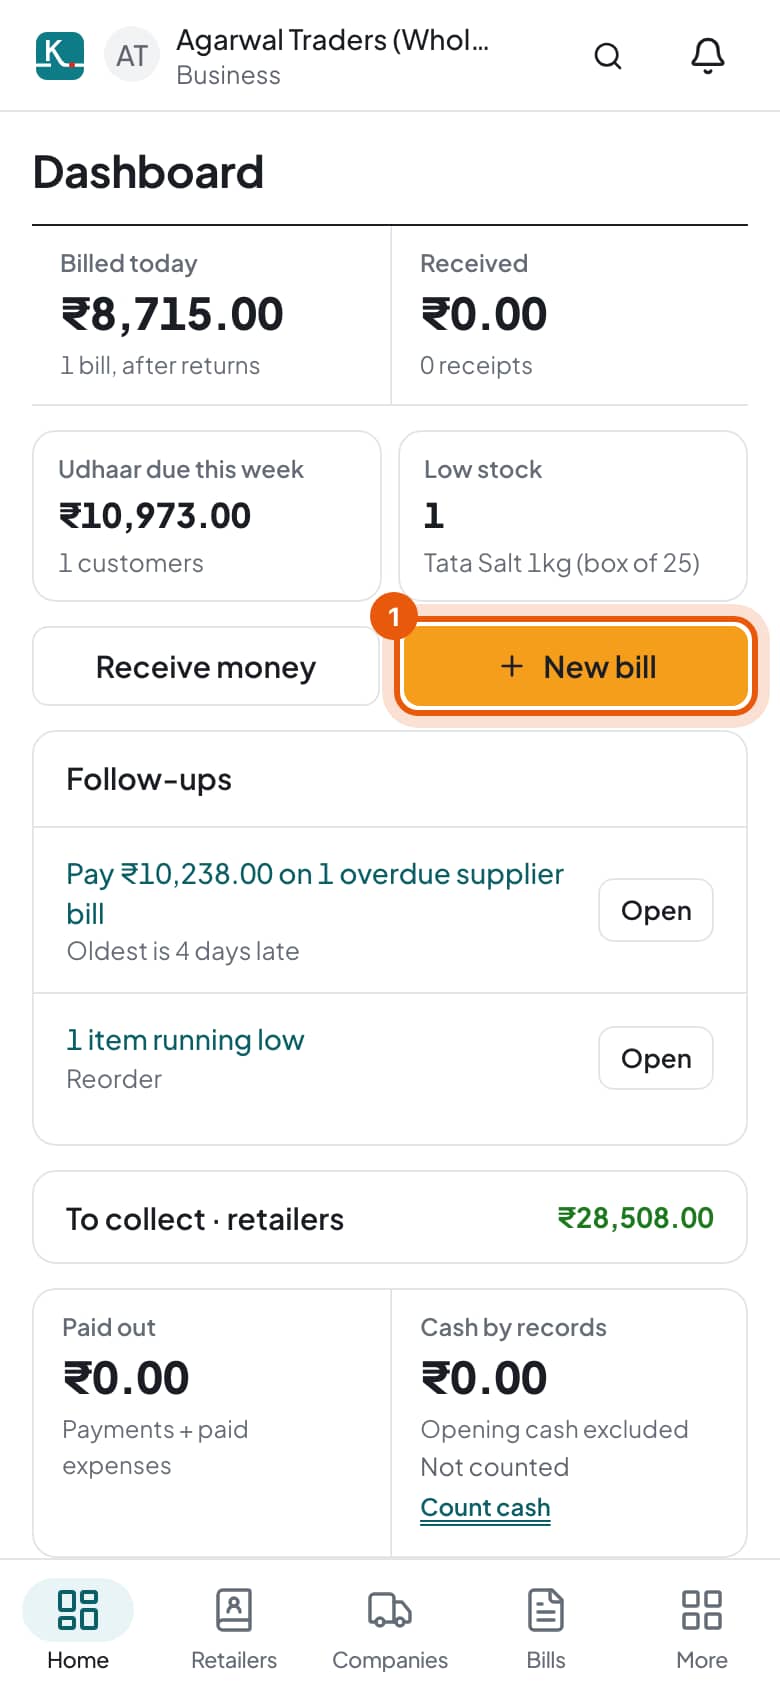 K.
AT
Agarwal Traders (Whol...
Business
Dashboard
Billed today
₹8,715.00
1 bill, after returns
Received
₹0.00
0 receipts
Udhaar due this week
₹10,973.00
1 customers
Low stock
1
Tata Salt 1kg (box of 25)
Receive money
1
+ New bill
Follow-ups
Pay ₹10,238.00 on 1 overdue supplier
bill
Oldest is 4 days late
Open
1 item running low
Reorder
Open
To collect · retailers
₹28,508.00
Paid out
₹0.00
Payments + paid
expenses
Cash by records
₹0.00
Opening cash excluded
Not counted
Count cash
Home
Retailers
Companies
Bills
More